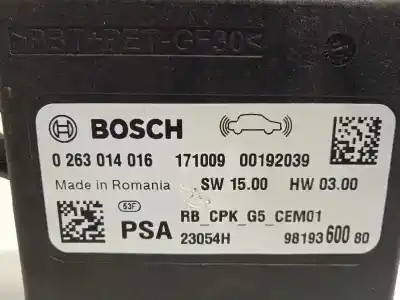 >PBT+PET-GF30<
BOSCH
0 263 014 016 171009 00192039
Made in Romania SW 15.00 HW 03.00
53F
PSA
RB_CPK_G5_CEM01
23054H 98193 600 80